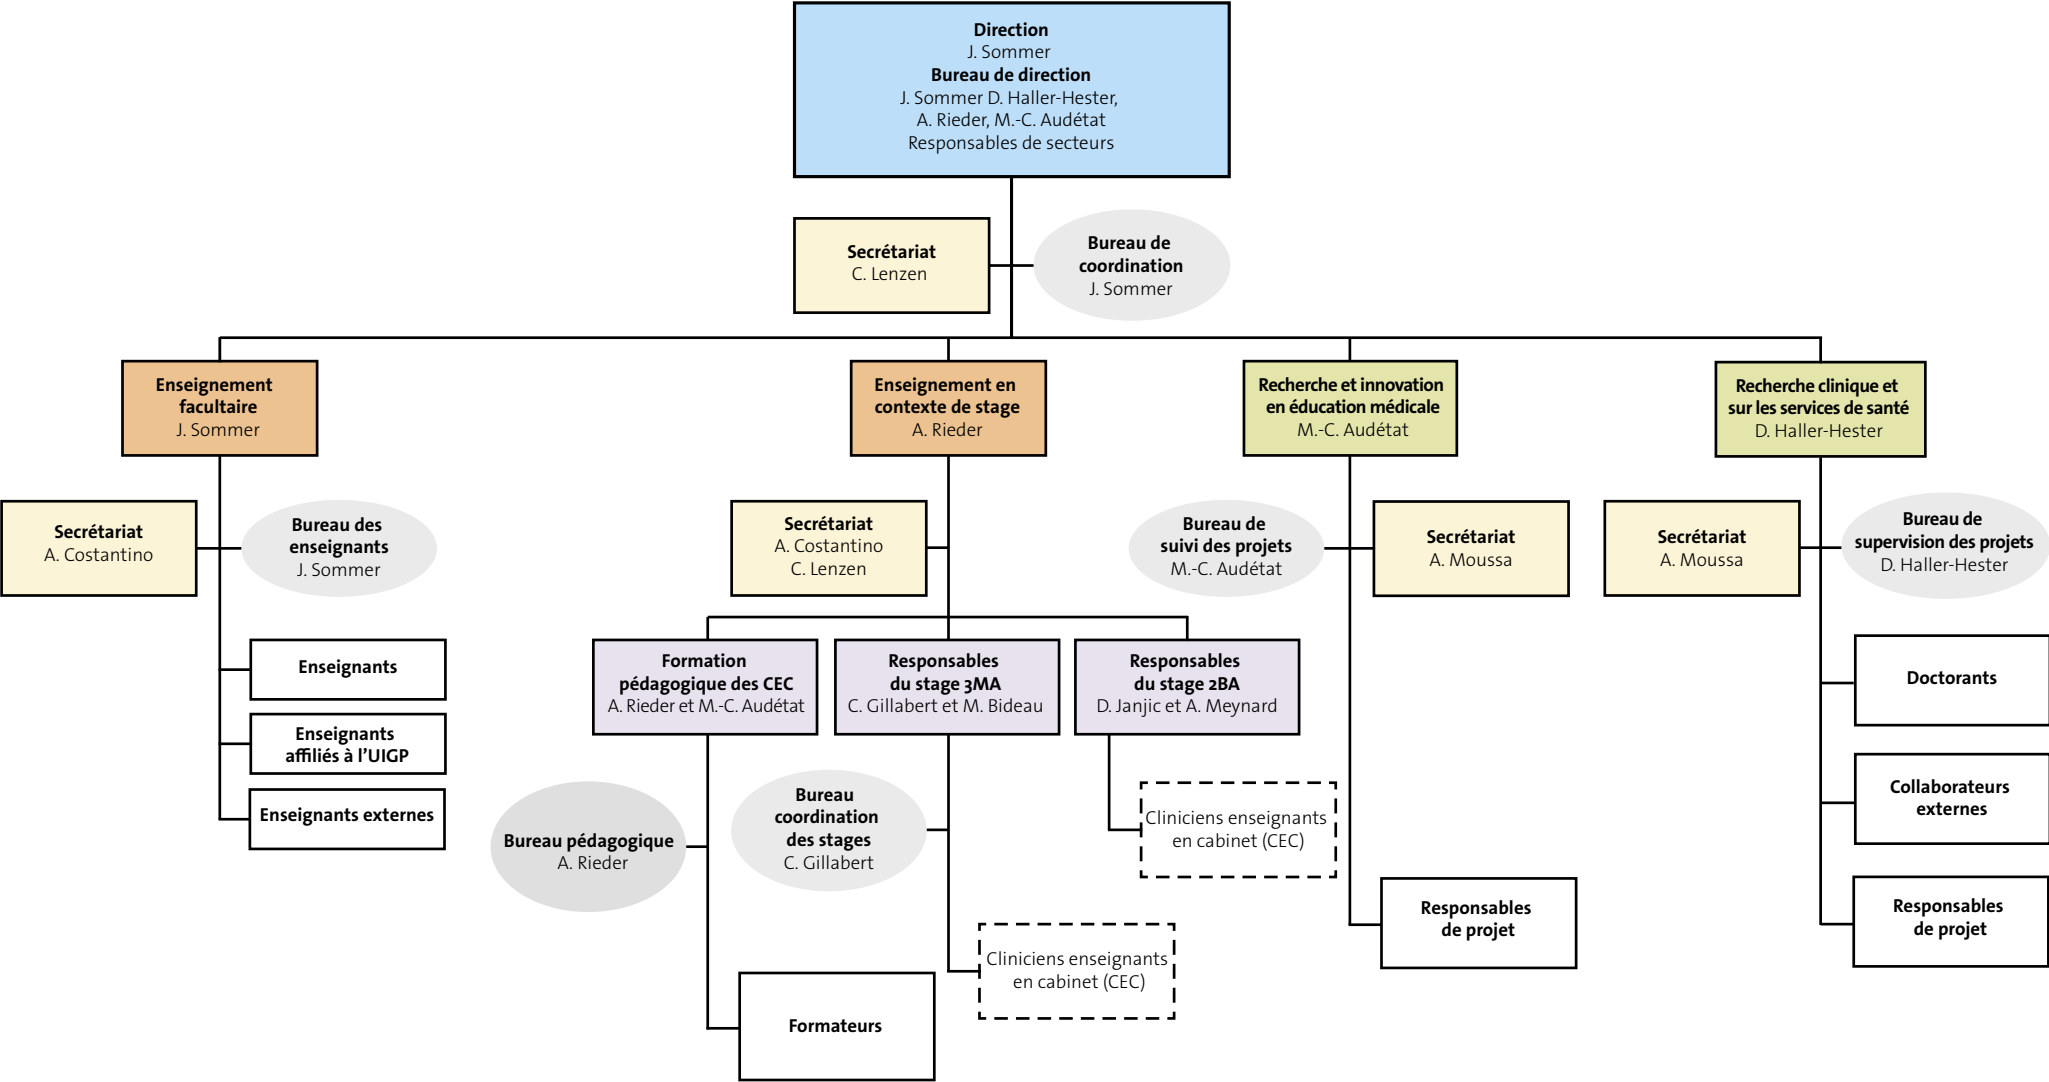 Direction
J. Sommer
Bureau de direction
J. Sommer D. Haller-Hester,
A. Rieder, M.-C. Audétat
Responsables de secteurs
Secrétariat
C. Lenzen
Bureau de
coordination
J. Sommer
Enseignement
facultaire
J. Sommer
Enseignement en
contexte de stage
A. Rieder
Recherche et innovation
en éducation médicale
M.-C. Audétat
Recherche clinique et
sur les services de santé
D. Haller-Hester
Secrétariat
A. Costantino
Bureau des
enseignants
J. Sommer
Secrétariat
A. Costantino
C. Lenzen
Bureau de
suivi des projets
M.-C. Audétat
Secrétariat
A. Moussa
Secrétariat
A. Moussa
Bureau de
supervision des projets
D. Haller-Hester
Enseignants
Enseignants
affiliés à l'UIGP
Enseignants externes
Formation
pédagogique des CEC
A. Rieder et M.-C. Audétat
Responsables
du stage 3MA
C. Gillabert et M. Bideau
Responsables
du stage 2BA
D. Janjic et A. Meynard
Doctorants
Collaborateurs
externes
Responsables
de projet
Bureau pédagogique
A. Rieder
Bureau
coordination
des stages
C. Gillabert
Cliniciens enseignants
en cabinet (CEC)
Responsables
de projet
Cliniciens enseignants
en cabinet (CEC)
Formateurs